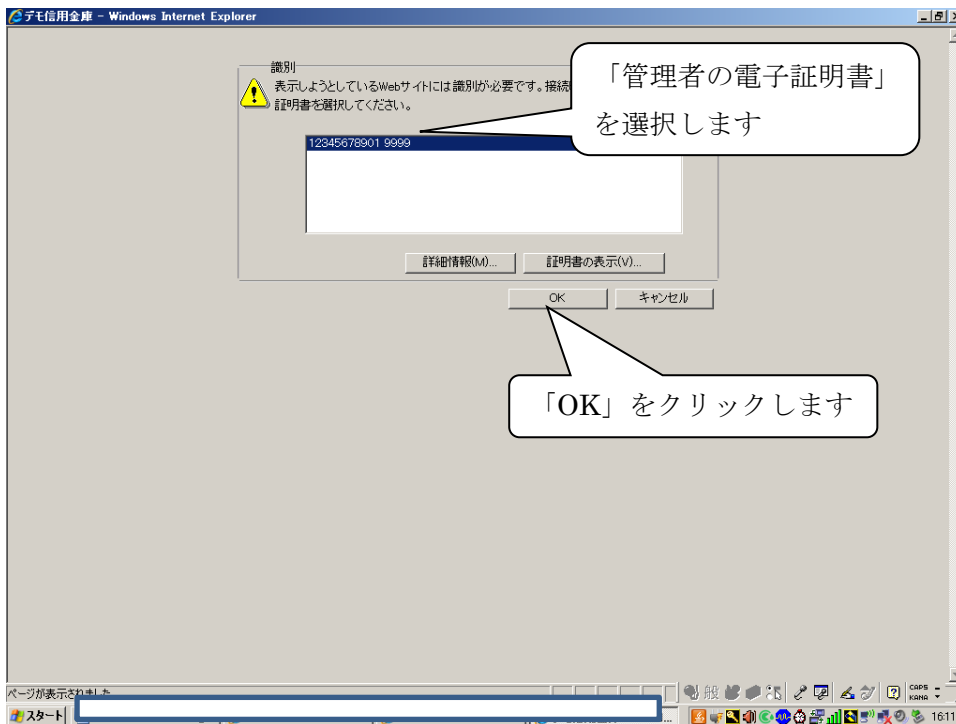 デモ信用金庫 - Windows Internet Explorer
識別
表示しようとしているWebサイトには識別が必要です。接続
証明書を選択してください。
「管理者の電子証明書」
を選択します
12345678901 9999
詳細情報(M)...
証明書の表示(V)...
OK
キャンセル
「OK」をクリックします
ページが表示されました
般
CAPS
KANA
スタート
...
16:11